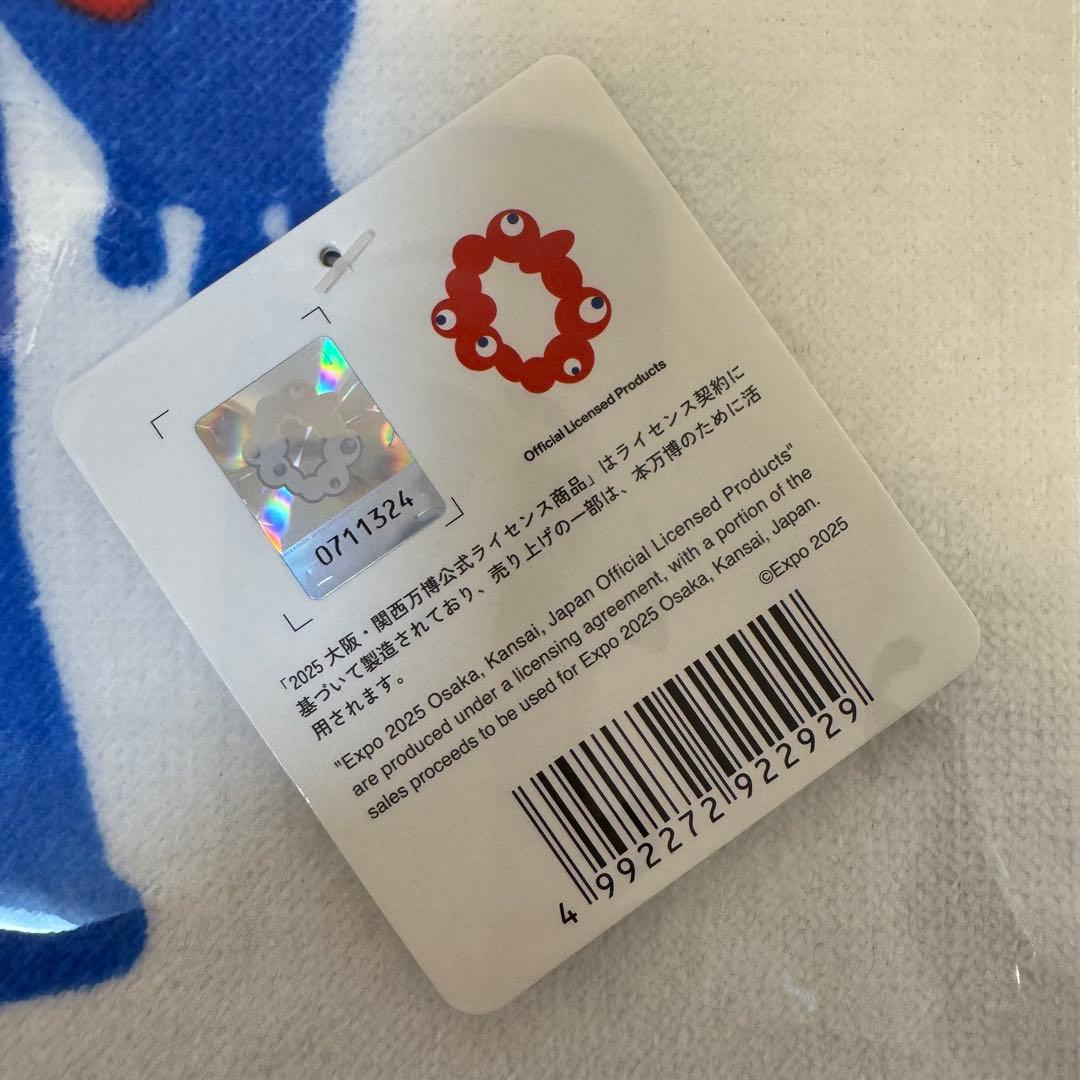 Official Licensed Products
0711324
「2025 大阪・関西万博公式ライセンス商品」はライセンス契約に
基づいて製造されており、売り上げの一部は、本万博のために活
用されます。
"Expo 2025 Osaka, Kansai, Japan Official Licensed Products"
are produced under a licensing agreement, with a portion of the
sales proceeds to be used for Expo 2025 Osaka, Kansai, Japan.
©Expo 2025
4 992272 922929